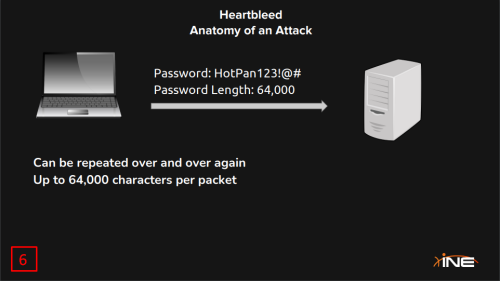 Heartbleed
Anatomy of an Attack
Password: HotPan123!@#
Password Length: 64,000
Can be repeated over and over again
Up to 64,000 characters per packet
6
INE